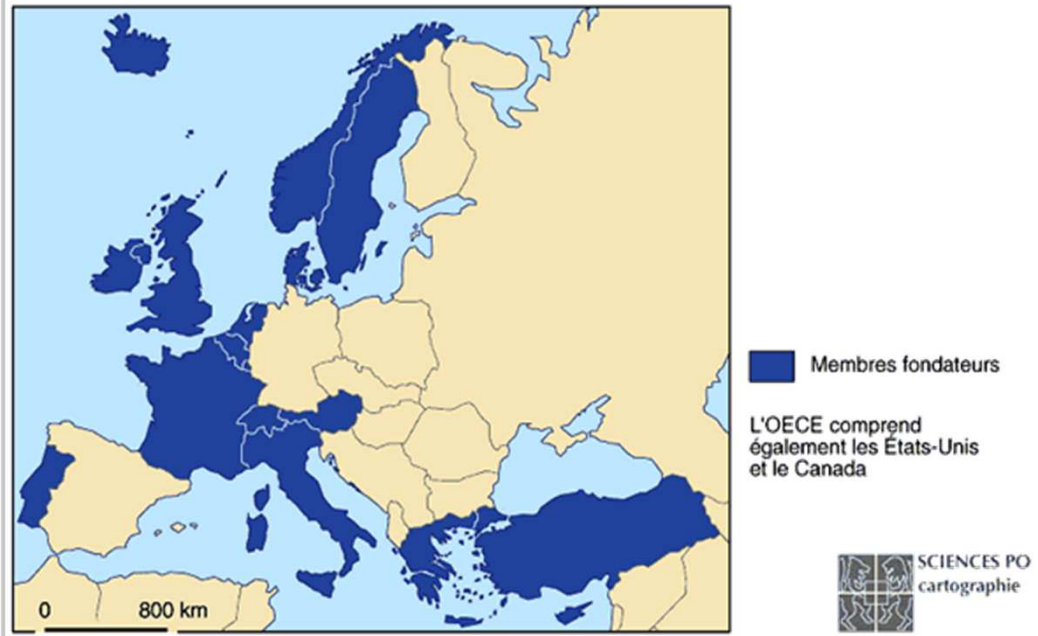 Membres fondateurs
L'OECE comprend
également les États-Unis
et le Canada
SCIENCES PO
cartographie
0 800 km